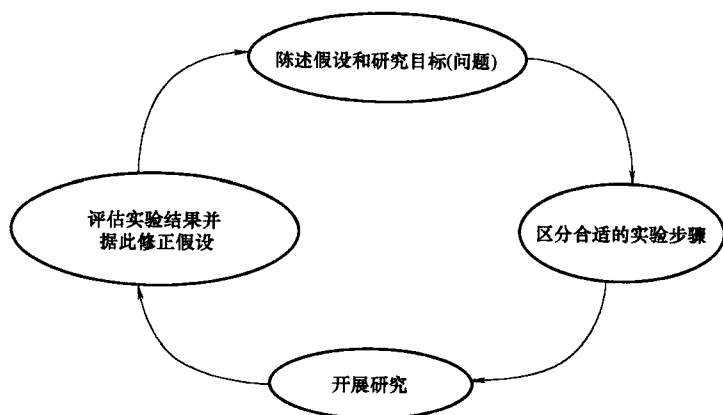 陈述假设和研究目标(问题)
评估实验结果并
据此修正假设
区分合适的实验步骤
开展研究